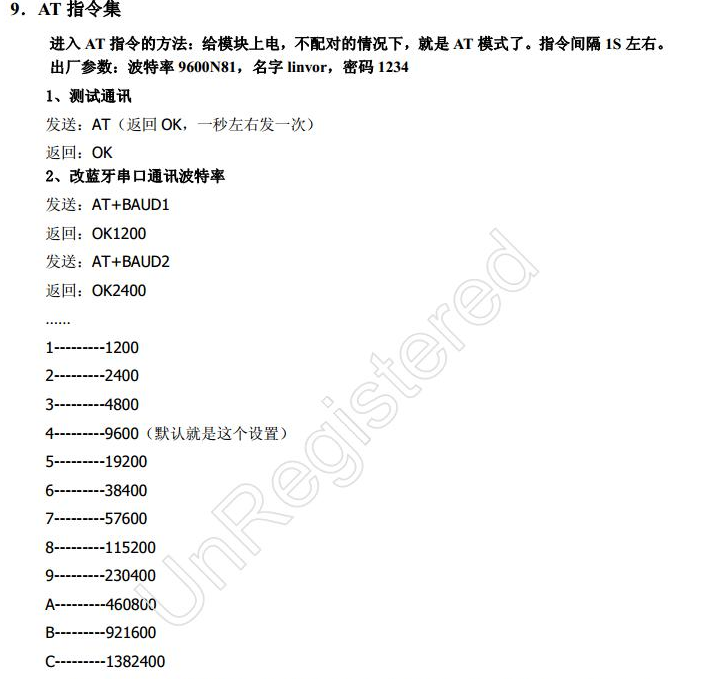 9. AT 指令集
进入 AT 指令的方法：给模块上电，不配对的情况下，就是 AT 模式了。指令间隔 1S 左右。
出厂参数：波特率 9600N81，名字 linvor，密码 1234
1、测试通讯
发送：AT（返回 OK，一秒左右发一次）
返回：OK
2、改蓝牙串口通讯波特率
发送：AT+BAUD1
返回：OK1200
发送：AT+BAUD2
返回：OK2400
……
1---------1200
2---------2400
3---------4800
4---------9600（默认就是这个设置）
5---------19200
6---------38400
7---------57600
8---------115200
9---------230400
A---------460800
B---------921600
C---------1382400
UnRegistered